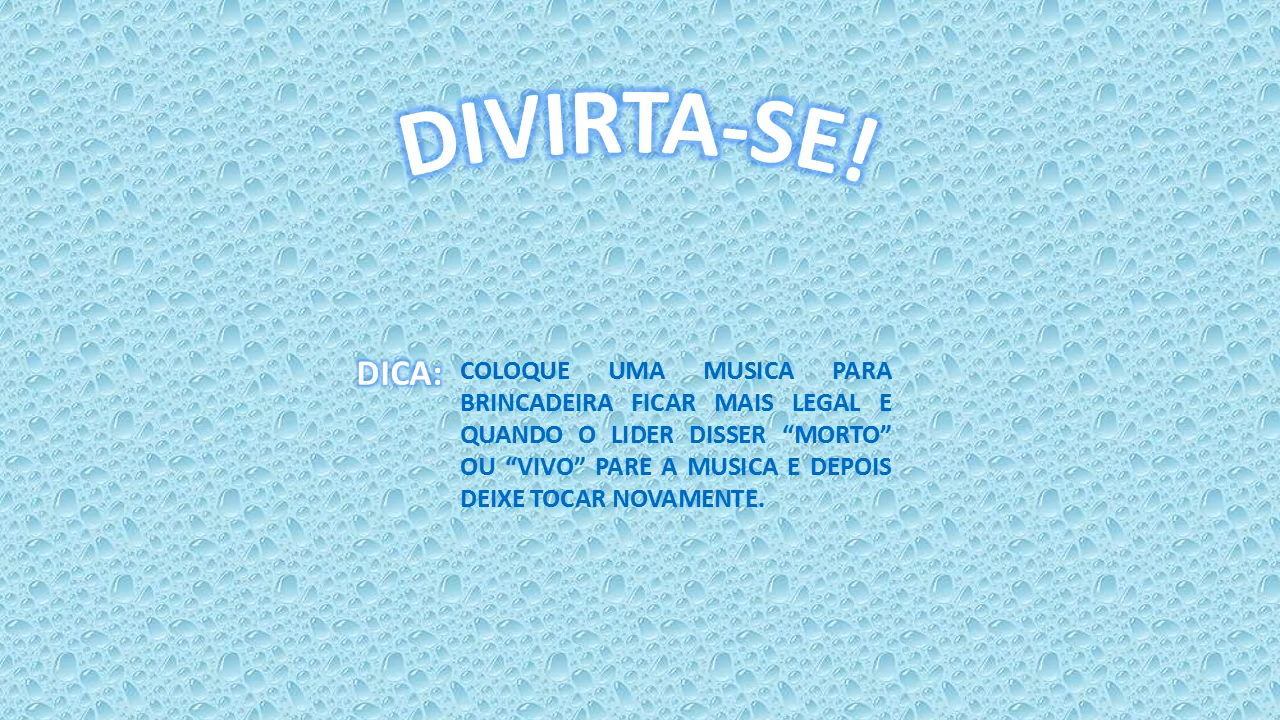 DIVIRTA-SE!
DICA: COLOQUE UMA MUSICA PARA
BRINCADEIRA FICAR MAIS LEGAL E
QUANDO O LIDER DISSER “MORTO”
OU “VIVO” PARE A MUSICA E DEPOIS
DEIXE TOCAR NOVAMENTE.